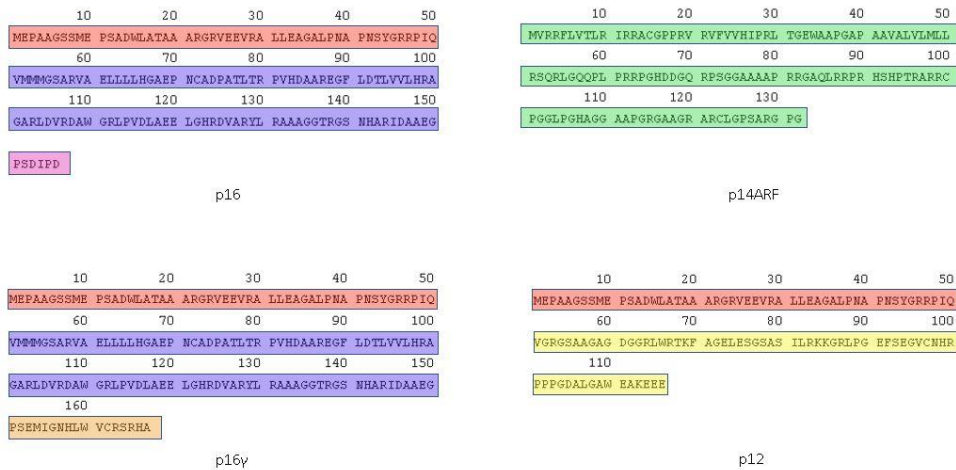 10 20 30 40 50
MEPAAGSSME PSADWLATAA ARGRVEEVRA LLEAGALPNA PNSYGRRPIQ
60 70 80 90 100
VMMMGSARVA ELLLLHGAEP NCADPATLTR PVHDAAREGF LDTLVVLHRA
110 120 130 140 150
GARLDVRDAW GRLPVDLAEE LGHRDVARYL RAAAGGTRGS NHARIDAAEG
PSDIPD
p16
10 20 30 40 50
MVRRFLVTLR IRRACGPPRV RVFVVHIPRL TGEWAAPGAP AAVALVLMLL
60 70 80 90 100
RSQRLGQQPL PRRPGHDDGQ RPSGGAAAAP RRGAQLRRPR HSHPTRARRC
110 120 130
PGGLPGHAGG AAPGRGAAGR ARCLGPSARG PG
p14ARF
10 20 30 40 50
MEPAAGSSME PSADWLATAA ARGRVEEVRA LLEAGALPNA PNSYGRRPIQ
60 70 80 90 100
VMMMGSARVA ELLLLHGAEP NCADPATLTR PVHDAAREGF LDTLVVLHRA
110 120 130 140 150
GARLDVRDAW GRLPVDLAEE LGHRDVARYL RAAAGGTRGS NHARIDAAEG
160
PSEMIGNHLW VCRSRHA
p16γ
10 20 30 40 50
MEPAAGSSME PSADWLATAA ARGRVEEVRA LLEAGALPNA PNSYGRRPIQ
60 70 80 90 100
VGRGSAAGAG DGGRLWRTKF AGELESGSAS ILRKKGRLPG EFSEGVCNHR
110
PPPGDALGAW EAKEEE
p12